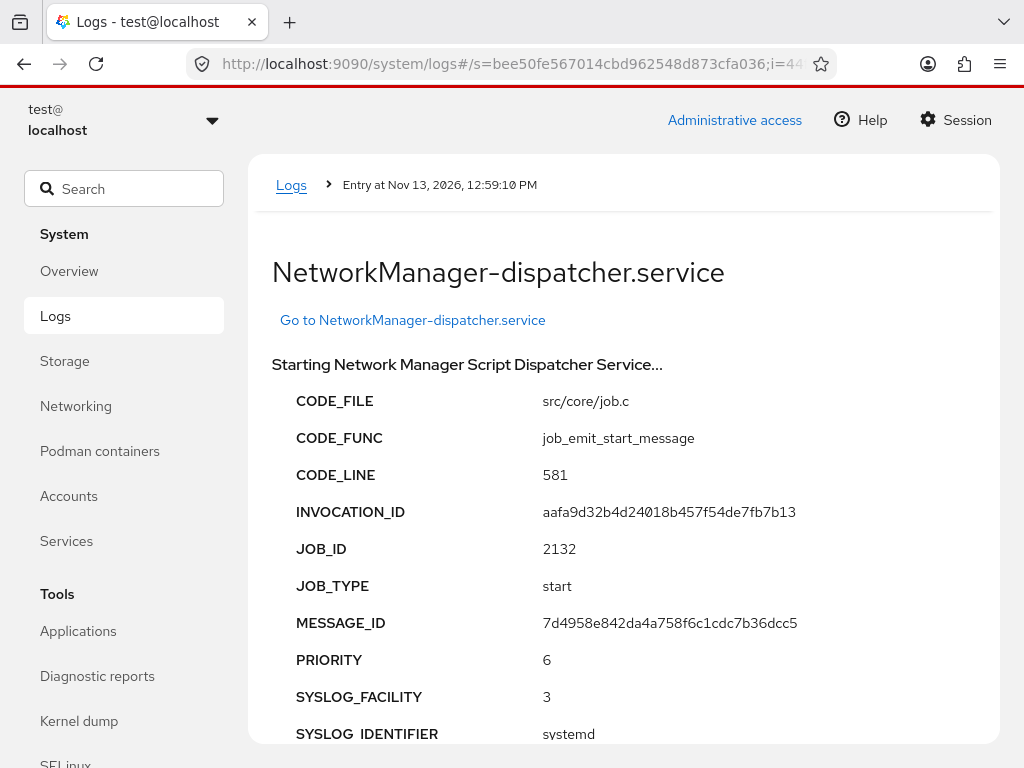 Logs - test@localhost
http://localhost:9090/system/logs#/s=bee50fe567014cbd962548d873cfa036;i=44
test@
localhost
Administrative access
Help
Session
Search
System
Overview
Logs
Storage
Networking
Podman containers
Accounts
Services
Tools
Applications
Diagnostic reports
Kernel dump
SELinux
Logs
Entry at Nov 13, 2026, 12:59:10 PM
NetworkManager-dispatcher.service
Go to NetworkManager-dispatcher.service
Starting Network Manager Script Dispatcher Service...
CODE_FILE src/core/job.c
CODE_FUNC job_emit_start_message
CODE_LINE 581
INVOCATION_ID aafa9d32b4d24018b457f54de7fb7b13
JOB_ID 2132
JOB_TYPE start
MESSAGE_ID 7d4958e842da4a758f6c1cdc7b36dcc5
PRIORITY 6
SYSLOG_FACILITY 3
SYSLOG_IDENTIFIER systemd